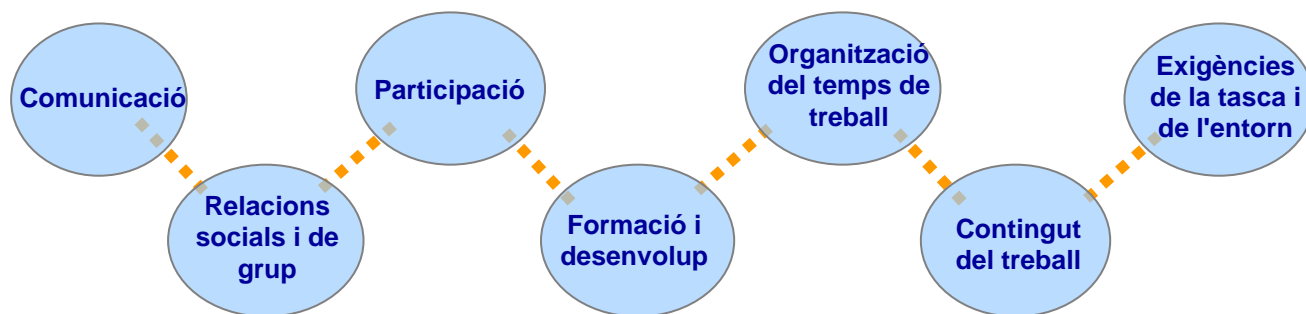 Comunicació
Relacions
socials i de
grup
Participació
Formació i
desenvolup
Organització
del temps de
treball
Contingut
del treball
Exigències
de la tasca i
de l'entorn